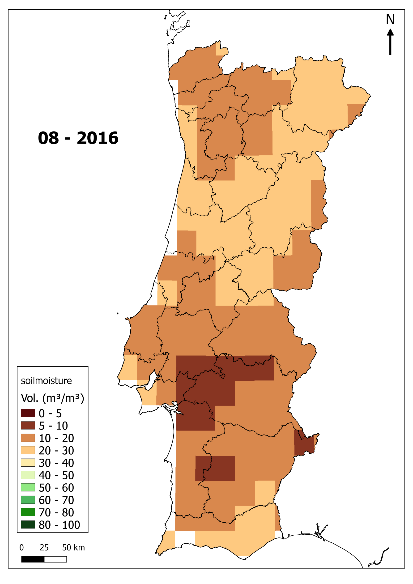 N
08 - 2016
soilmoisture
Vol. (m³/m³)
0 - 5
5 - 10
10 - 20
20 - 30
30 - 40
40 - 50
50 - 60
60 - 70
70 - 80
80 - 100
0 25 50 km